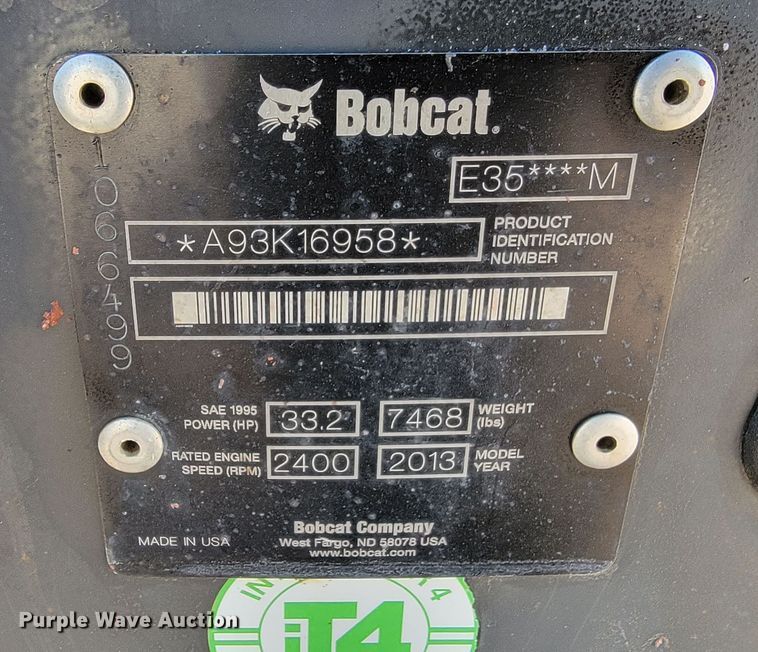 Bobcat.
E35****M
*A93K16958*
PRODUCT
IDENTIFICATION
NUMBER
1066499
SAE 1995
POWER (HP)
33.2
7468
WEIGHT
(lbs)
RATED ENGINE
SPEED (RPM)
2400
2013
MODEL
YEAR
Bobcat Company
West Fargo, ND 58078 USA
www.bobcat.com
MADE IN USA
iT4
Purple Wave Auction